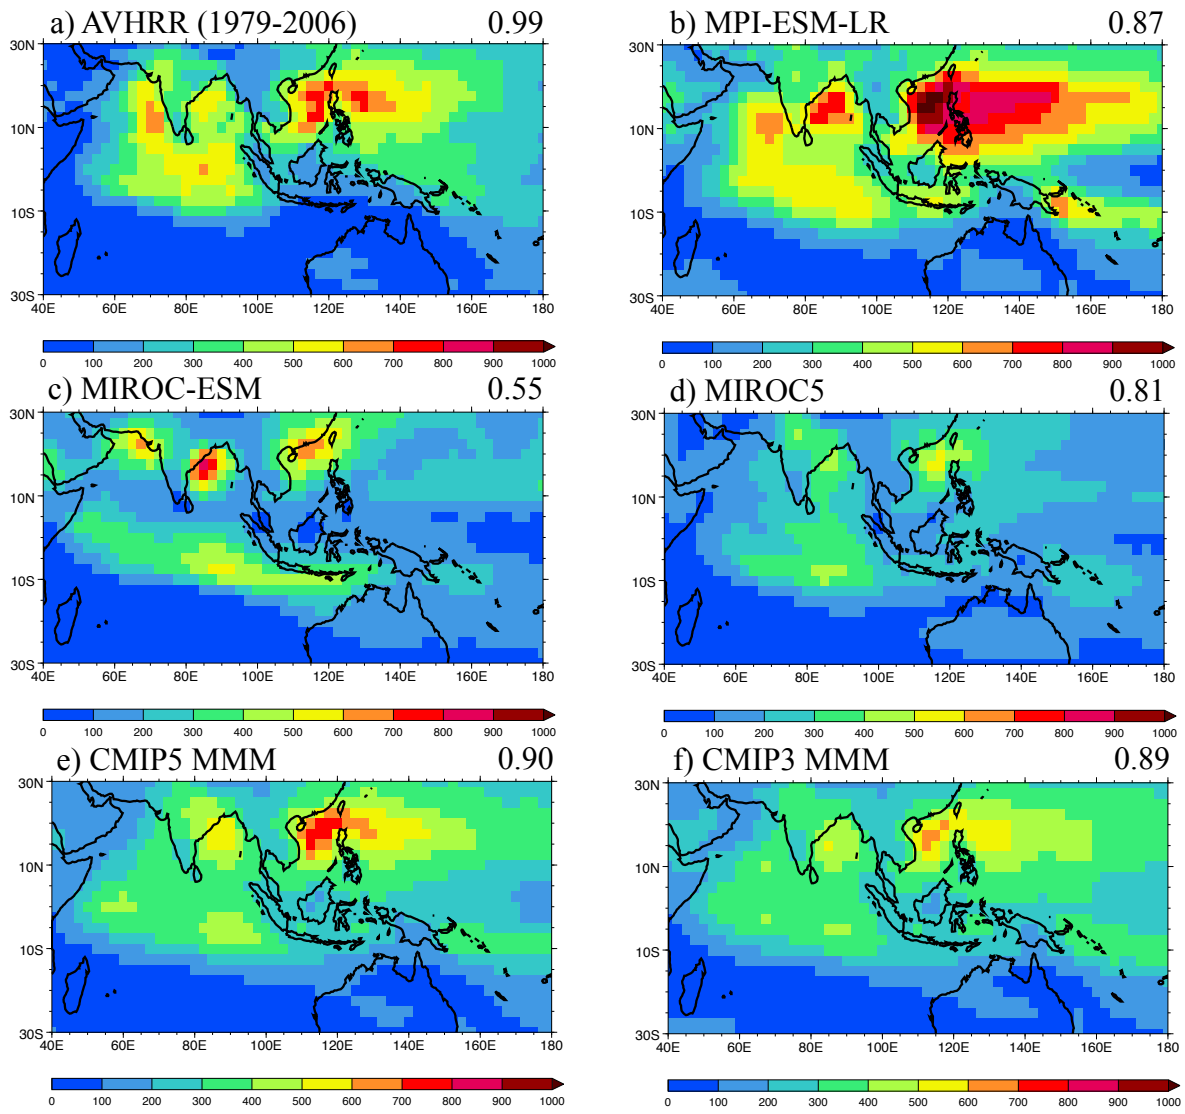 a) AVHRR (1979-2006) 0.99
b) MPI-ESM-LR 0.87
30N
10N
10S
30S
40E 60E 80E 100E 120E 140E 160E 180
30N
10N
10S
30S
40E 60E 80E 100E 120E 140E 160E 180
0 100 200 300 400 500 600 700 800 900 1000
0 100 200 300 400 500 600 700 800 900 1000
c) MIROC-ESM 0.55
d) MIROC5 0.81
30N
10N
10S
30S
40E 60E 80E 100E 120E 140E 160E 180
30N
10N
10S
30S
40E 60E 80E 100E 120E 140E 160E 180
0 100 200 300 400 500 600 700 800 900 1000
0 100 200 300 400 500 600 700 800 900 1000
e) CMIP5 MMM 0.90
f) CMIP3 MMM 0.89
30N
10N
10S
30S
40E 60E 80E 100E 120E 140E 160E 180
30N
10N
10S
30S
40E 60E 80E 100E 120E 140E 160E 180
0 100 200 300 400 500 600 700 800 900 1000
0 100 200 300 400 500 600 700 800 900 1000